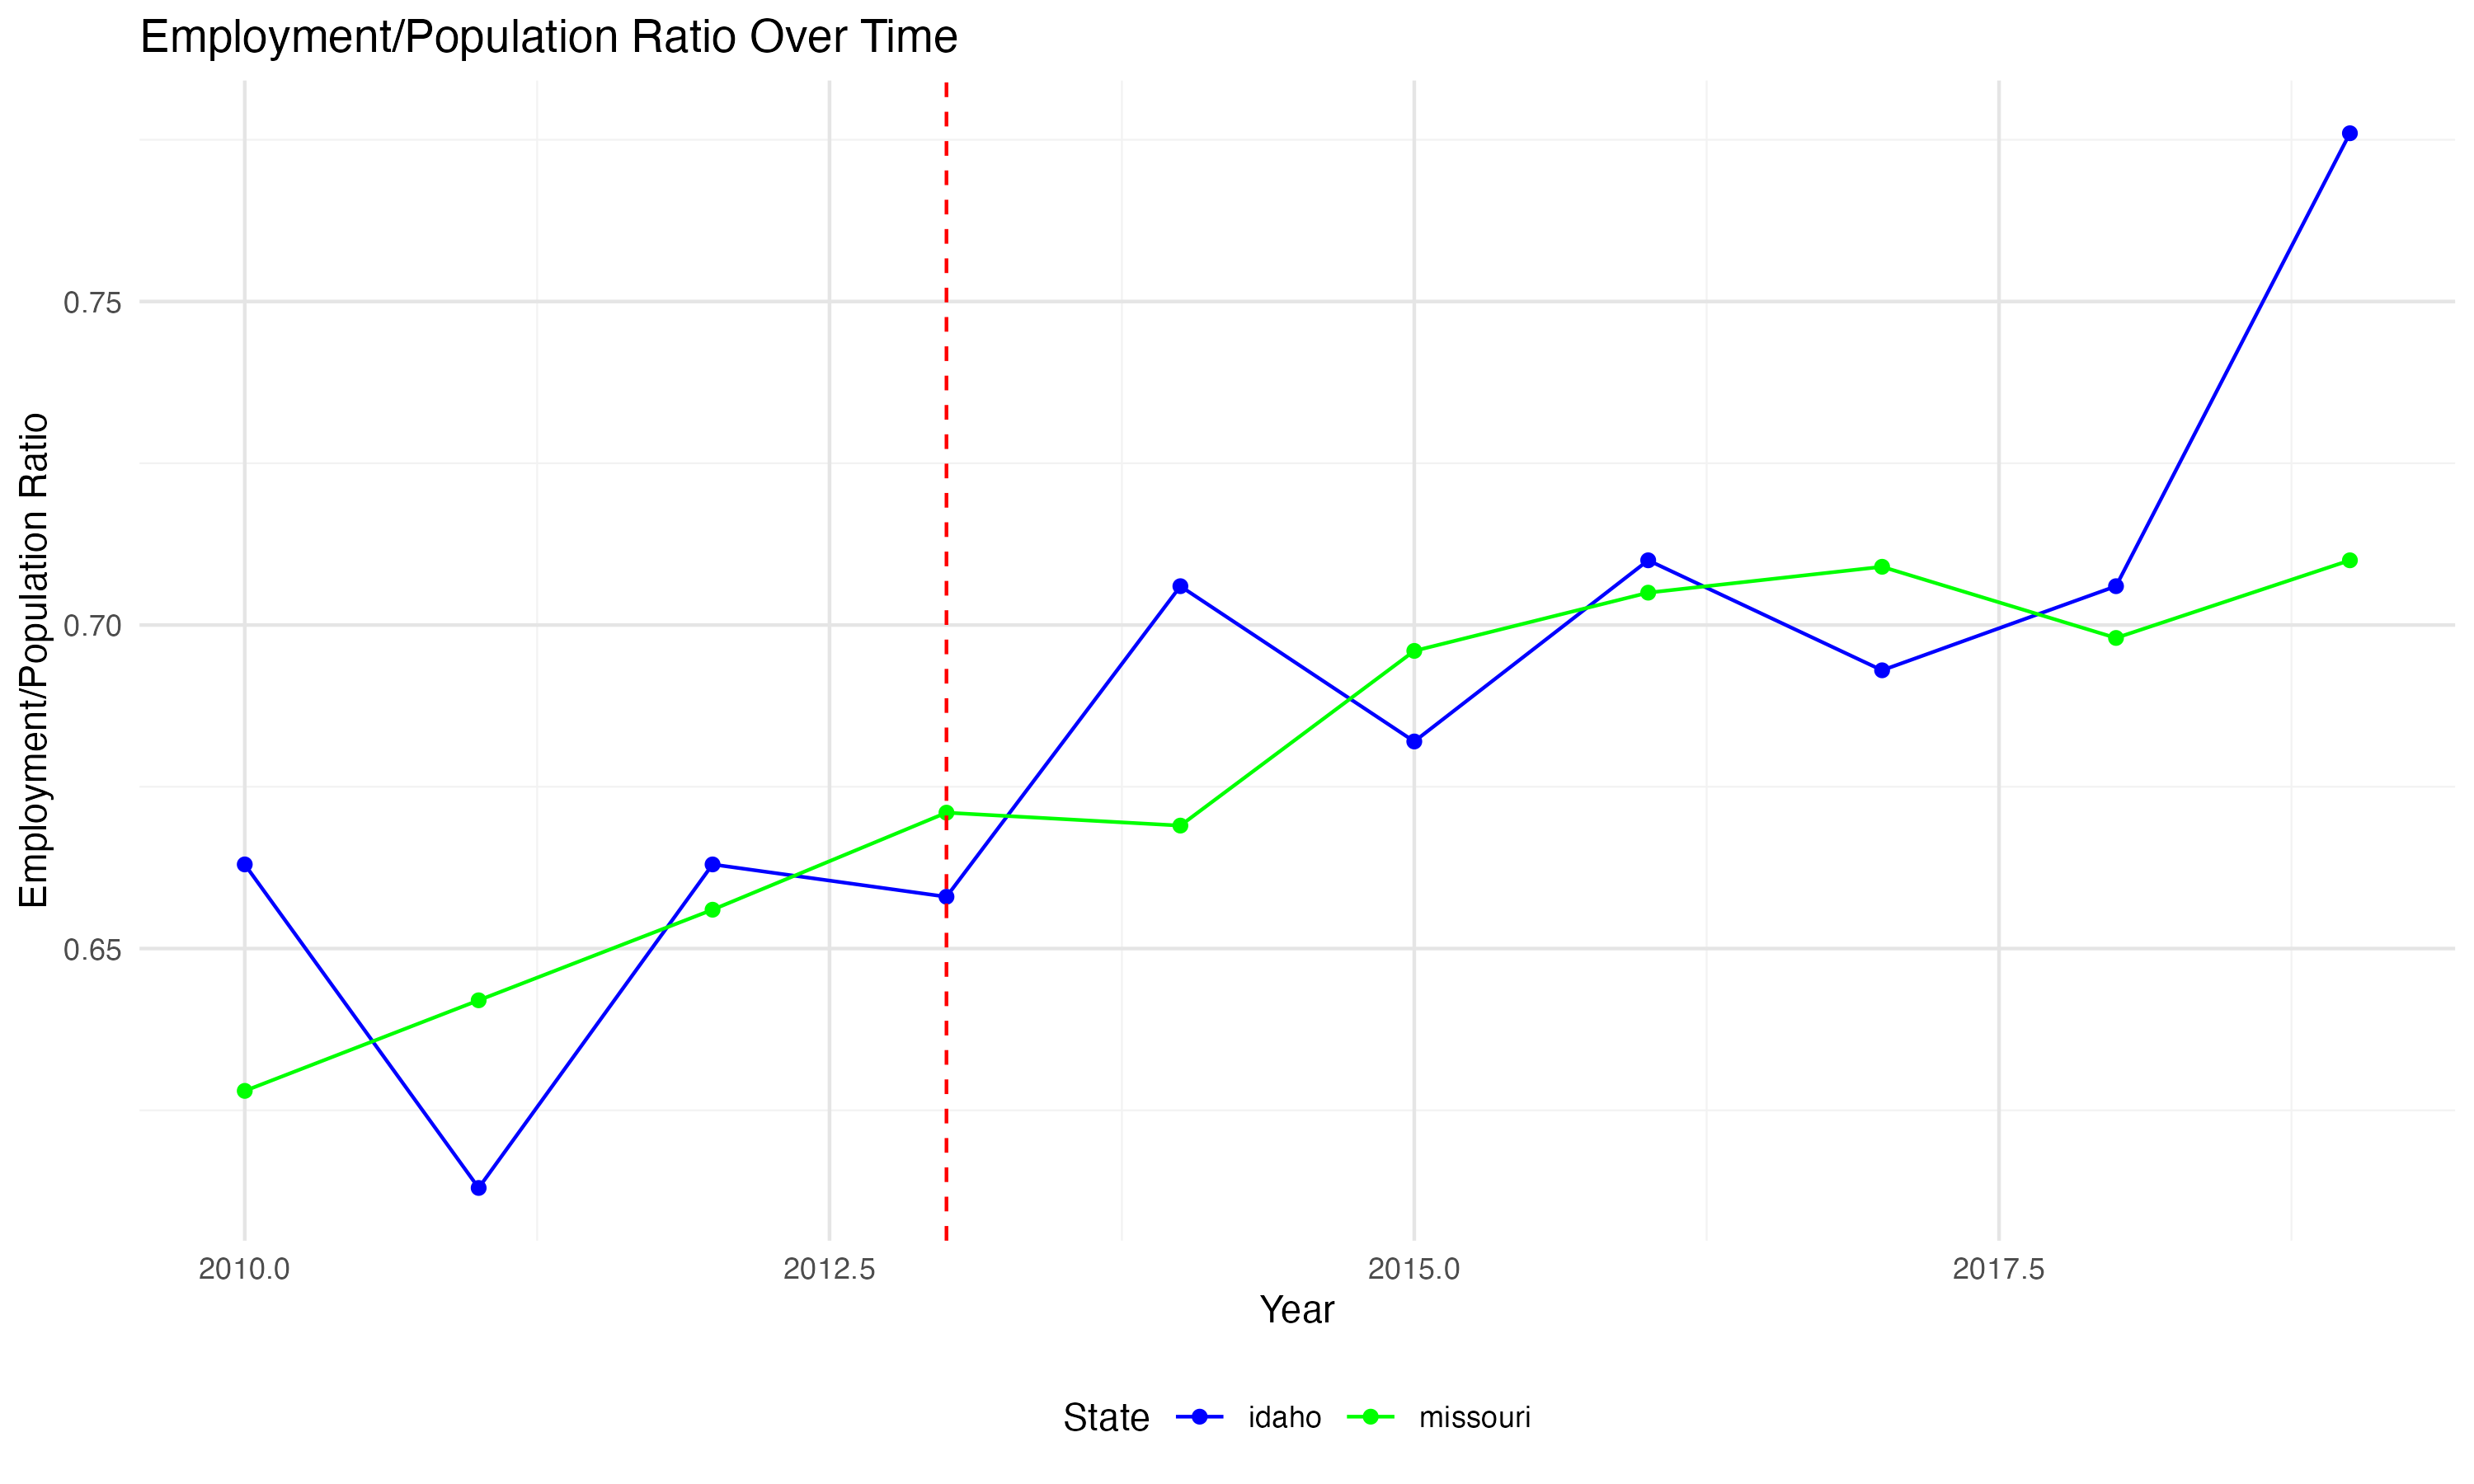 Employment/Population Ratio Over Time
Employment/Population Ratio
0.75
0.70
0.65
2010.0 2012.5 2015.0 2017.5
Year
State idaho missouri